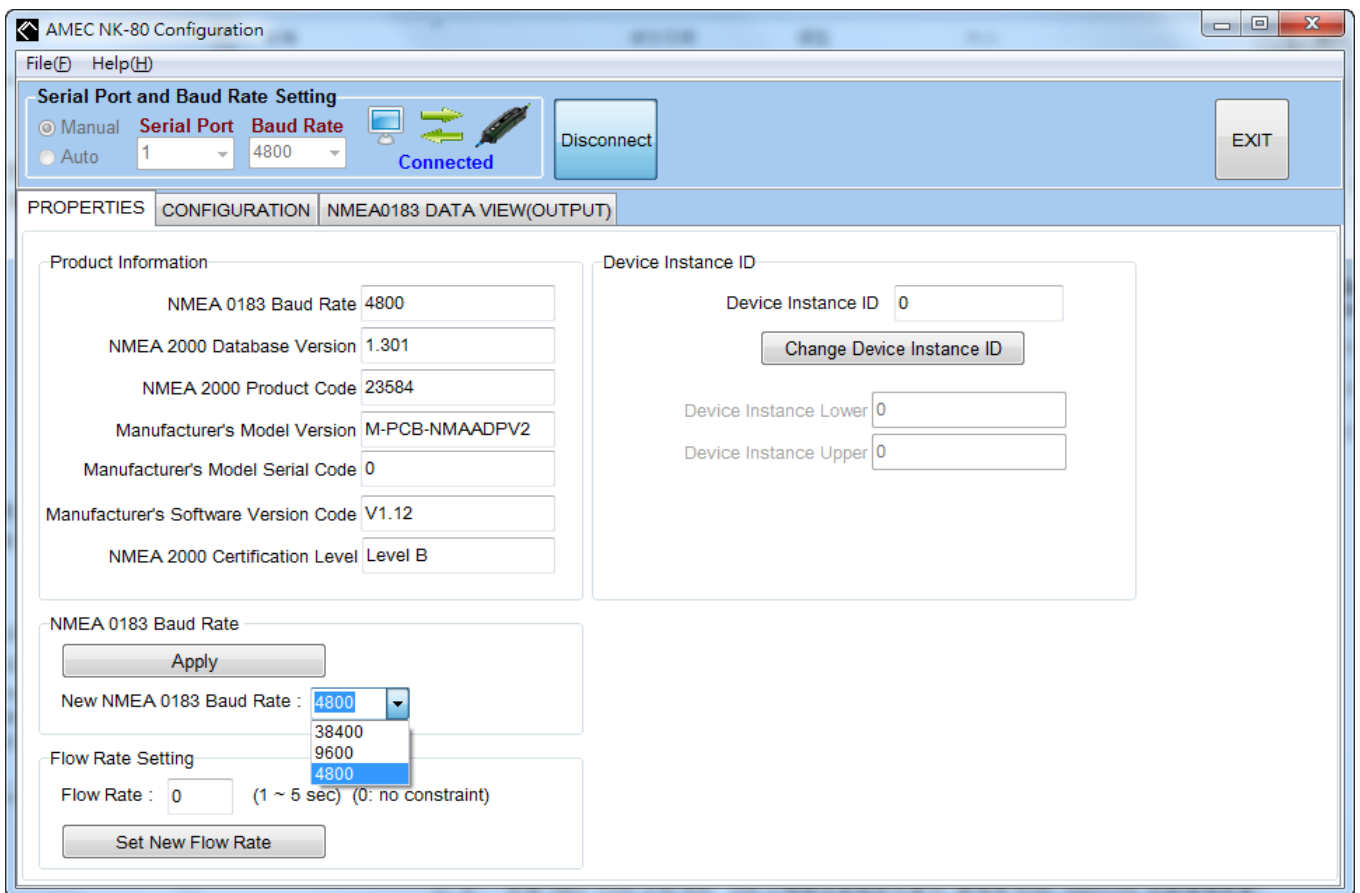 AMEC NK-80 Configuration
File(F) Help(H)
Serial Port and Baud Rate Setting
Manual Serial Port Baud Rate
Auto 1 4800
Connected
Disconnect
EXIT
PROPERTIES CONFIGURATION NMEA0183 DATA VIEW(OUTPUT)
Product Information
NMEA 0183 Baud Rate 4800
NMEA 2000 Database Version 1.301
NMEA 2000 Product Code 23584
Manufacturer's Model Version M-PCB-NMAADPV2
Manufacturer's Model Serial Code 0
Manufacturer's Software Version Code V1.12
NMEA 2000 Certification Level Level B
Device Instance ID
Device Instance ID 0
Change Device Instance ID
Device Instance Lower 0
Device Instance Upper 0
NMEA 0183 Baud Rate
Apply
New NMEA 0183 Baud Rate : 4800
38400
9600
4800
Flow Rate Setting
Flow Rate : 0 (1 ~ 5 sec) (0: no constraint)
Set New Flow Rate